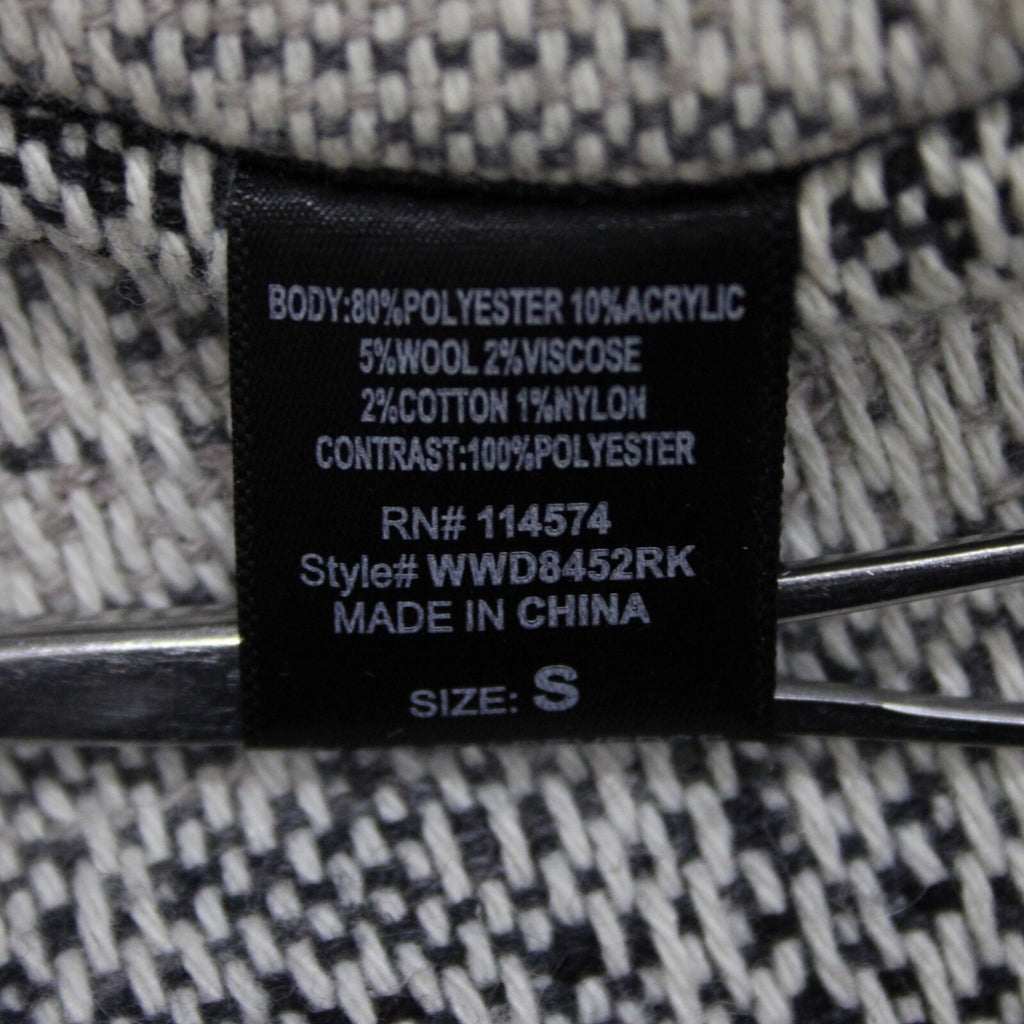 BODY:80%POLYESTER 10%ACRYLIC
5%WOOL 2%VISCOSE
2%COTTON 1%NYLON
CONTRAST:100%POLYESTER
RN# 114574
Style# WWD8452RK
MADE IN CHINA
SIZE: S